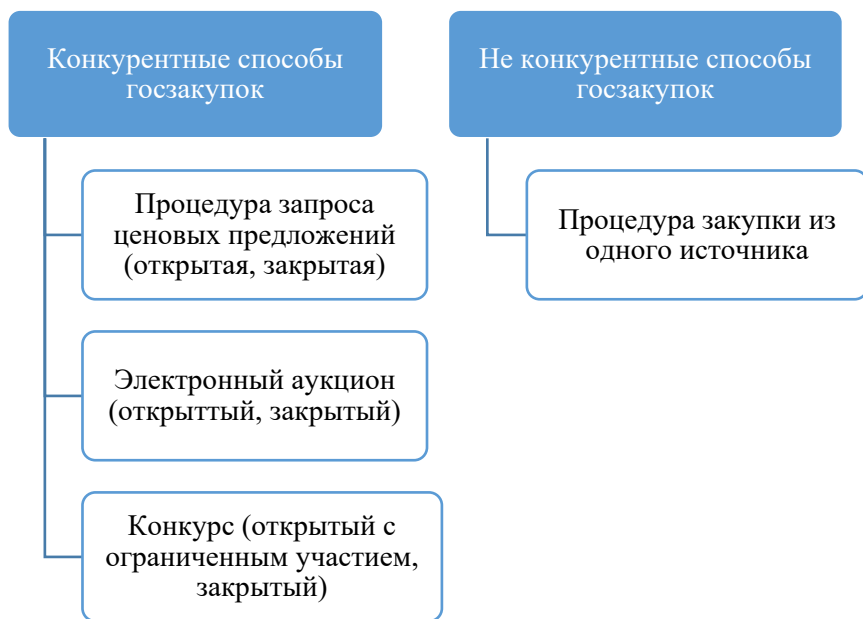 Конкурентные способы
госзакупок
Процедура запроса
ценовых предложений
(открытая, закрытая)
Электронный аукцион
(открыттый, закрытый)
Конкурс (открытый с
ограниченным участием,
закрытый)
Не конкурентные способы
госзакупок
Процедура закупки из
одного источника